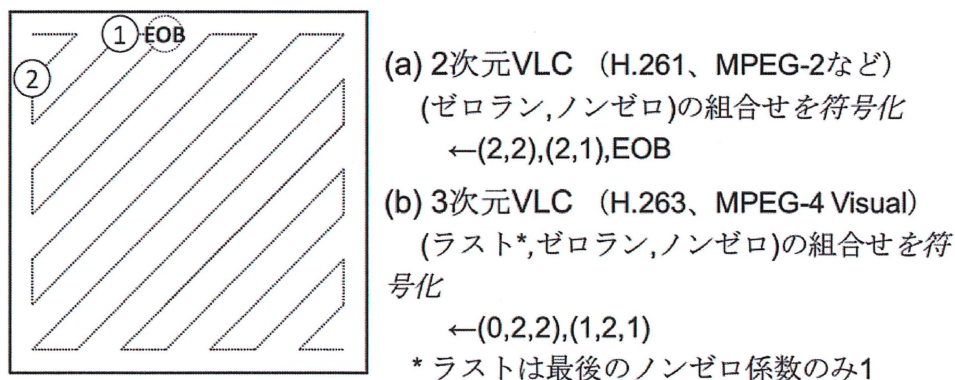 ① EOB
②
(a) 2次元VLC （H.261、MPEG-2など）
(ゼロラン,ノンゼロ)の組合せを符号化
←(2,2),(2,1),EOB
(b) 3次元VLC （H.263、MPEG-4 Visual）
(ラスト*,ゼロラン,ノンゼロ)の組合せを符
号化
←(0,2,2),(1,2,1)
* ラストは最後のノンゼロ係数のみ1